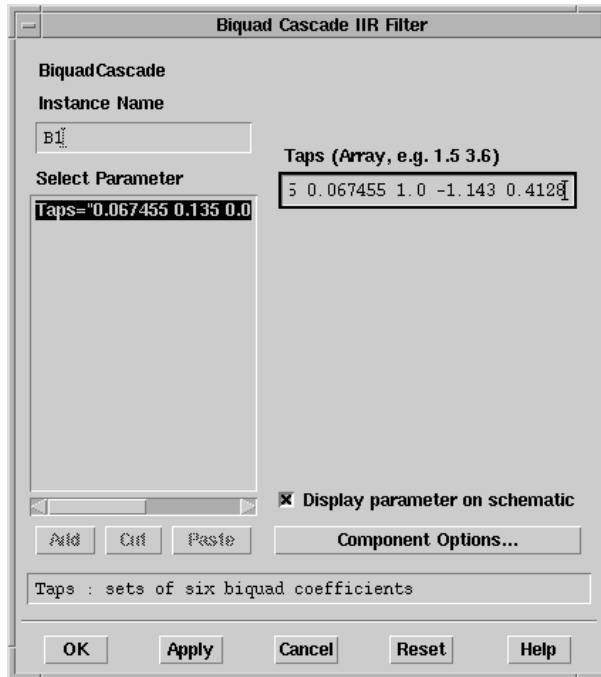 Biquad Cascade IIR Filter
BiquadCascade
Instance Name
B1
Select Parameter
Taps="0.067455 0.135 0.0
Taps (Array, e.g. 1.5 3.6)
5 0.067455 1.0 -1.143 0.4128
Display parameter on schematic
Add Cut Paste
Component Options...
Taps : sets of six biquad coefficients
OK Apply Cancel Reset Help